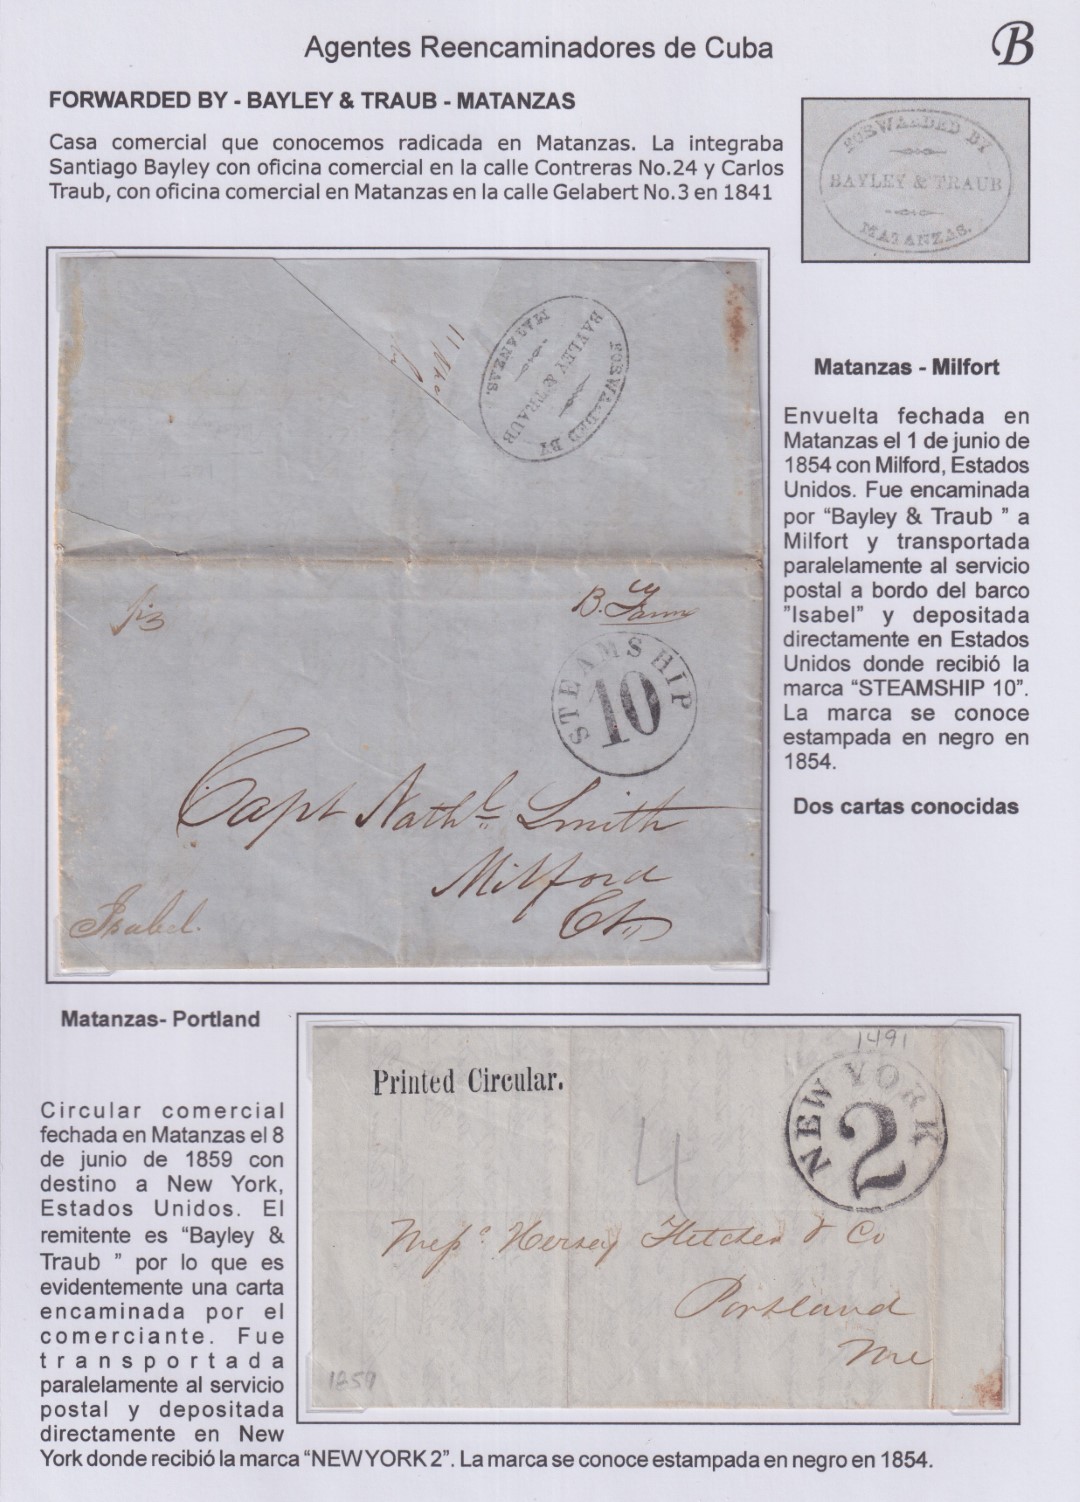 Agentes Reencaminadores de Cuba
B
FORWARDED BY - BAYLEY & TRAUB - MATANZAS
Casa comercial que conocemos radicada en Matanzas. La integraba
Santiago Bayley con oficina comercial en la calle Contreras No.24 y Carlos
Traub, con oficina comercial en Matanzas en la calle Gelabert No.3 en 1841
FORWARDED BY
BAYLEY & TRAUB
MATANZAS.
FORWARDED BY
BAYLEY & TRAUB
MATANZAS.
STEAMSHIP
10
Capt Nathl. Smith
Milford
Ct,,
Isabel.
Matanzas - Milfort
Envuelta fechada en
Matanzas el 1 de junio de
1854 con Milford, Estados
Unidos. Fue encaminada
por “Bayley & Traub ” a
Milfort y transportada
paralelamente al servicio
postal a bordo del barco
”Isabel” y depositada
directamente en Estados
Unidos donde recibió la
marca “STEAMSHIP 10”.
La marca se conoce
estampada en negro en
1854.
Dos cartas conocidas
Matanzas- Portland
Circular comercial
fechada en Matanzas el 8
de junio de 1859 con
destino a New York,
Estados Unidos. El
remitente es “Bayley &
Traub ” por lo que es
evidentemente una carta
encaminada por el
comerciante. Fue
transportada
paralelamente al servicio
postal y depositada
directamente en New
York donde recibió la marca “NEW YORK 2”. La marca se conoce estampada en negro en 1854.
1491
Printed Circular.
NEW YORK
2
4
Messrs Hersey Fletcher & Co
Portland
Me
1859